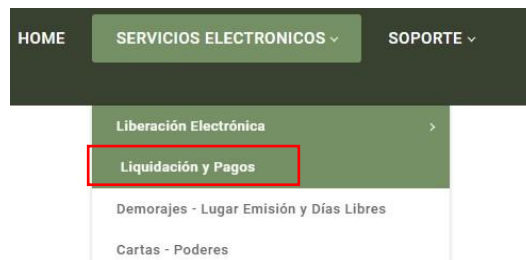 HOME SERVICIOS ELECTRONICOS SOPORTE
Liberación Electrónica
Liquidación y Pagos
Demorajes - Lugar Emisión y Días Libres
Cartas - Poderes